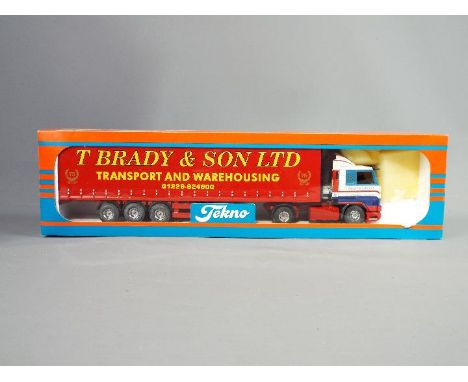 T BRADY & SON LTD
TRANSPORT AND WAREHOUSING
01229-824900
Tekno